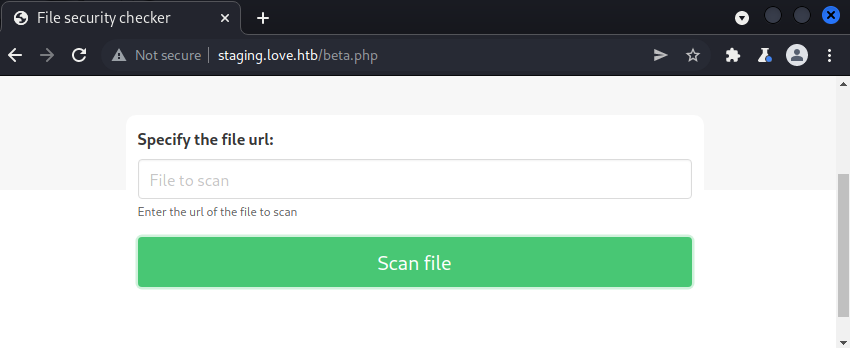 File security checker
Not secure staging.love.htb/beta.php
Specify the file url:
File to scan
Enter the url of the file to scan
Scan file